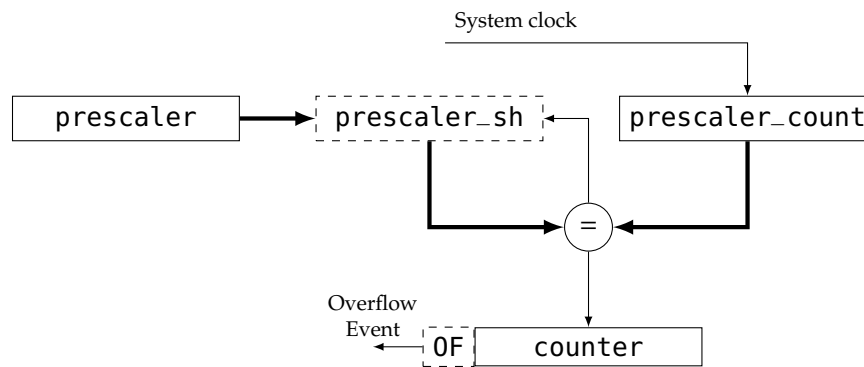 System clock
prescaler
prescaler_sh
prescaler_count
=
Overflow
Event
OF
counter